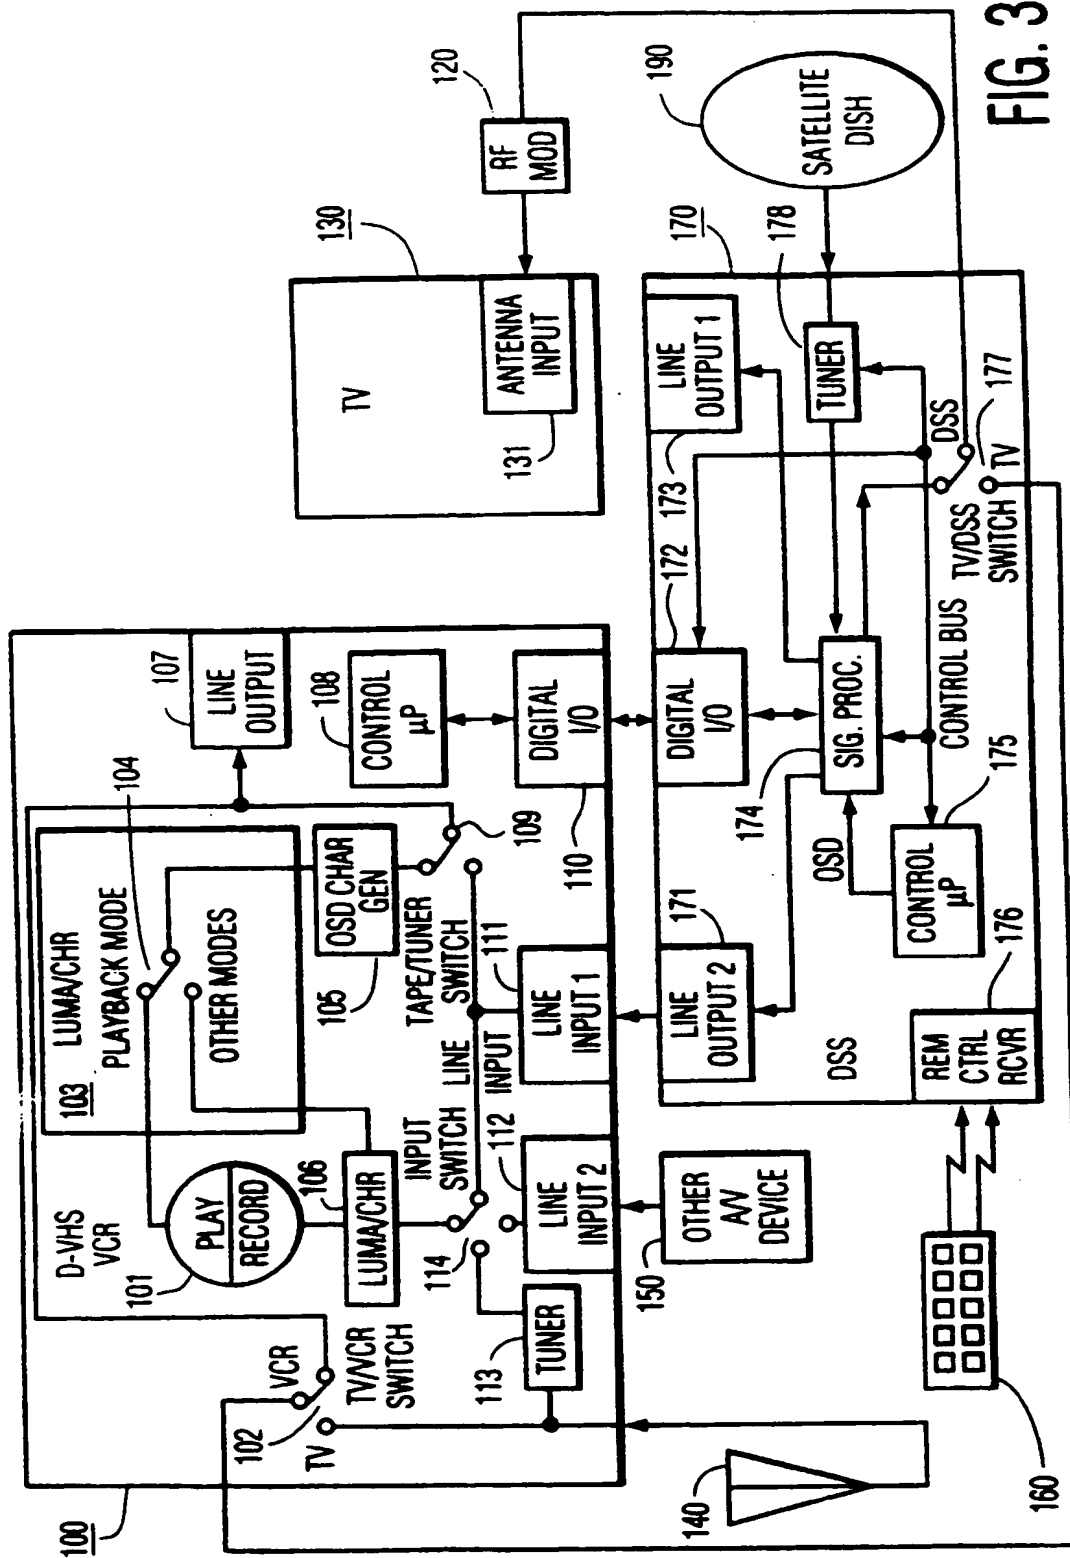 100
D-VHS
VCR
101
PLAY
RECORD
LUMA/CHR
103
PLAYBACK MODE
104
OTHER MODES
107
LINE
OUTPUT
VCR
102
TV
TV/VCR
SWITCH
106
LUMA/CHR
OSD CHAR
GEN
105
TAPE/TUNER
SWITCH
109
108
CONTROL
μP
INPUT
SWITCH
LINE
INPUT
114
113
TUNER
112
LINE
INPUT 2
111
LINE
INPUT 1
110
DIGITAL
I/O
TV
130
ANTENNA
INPUT
131
120
RF
MOD
140
150
OTHER
A/V
DEVICE
160
170
LINE
OUTPUT 2
171
DIGITAL
I/O
172
LINE
OUTPUT 1
173
178
TUNER
190
SATELLITE
DISH
DSS
OSD
174
SIG. PROC.
CONTROL
μP
175
CONTROL BUS
TV/DSS
SWITCH
DSS
TV
177
REM
CTRL
RCVR
176
FIG. 3